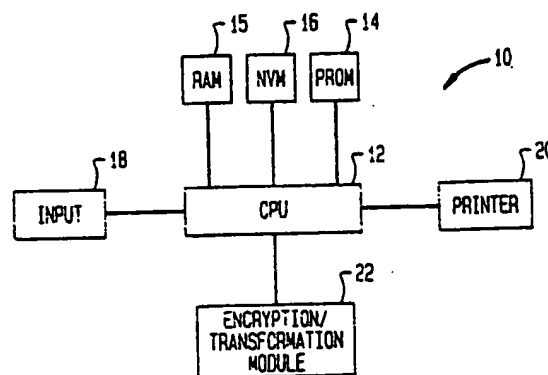 15
16
14
10
RAM
NVM
PROM
18
12
20
INPUT
CPU
PRINTER
22
ENCRYPTION/
TRANSFORMATION
MODULE